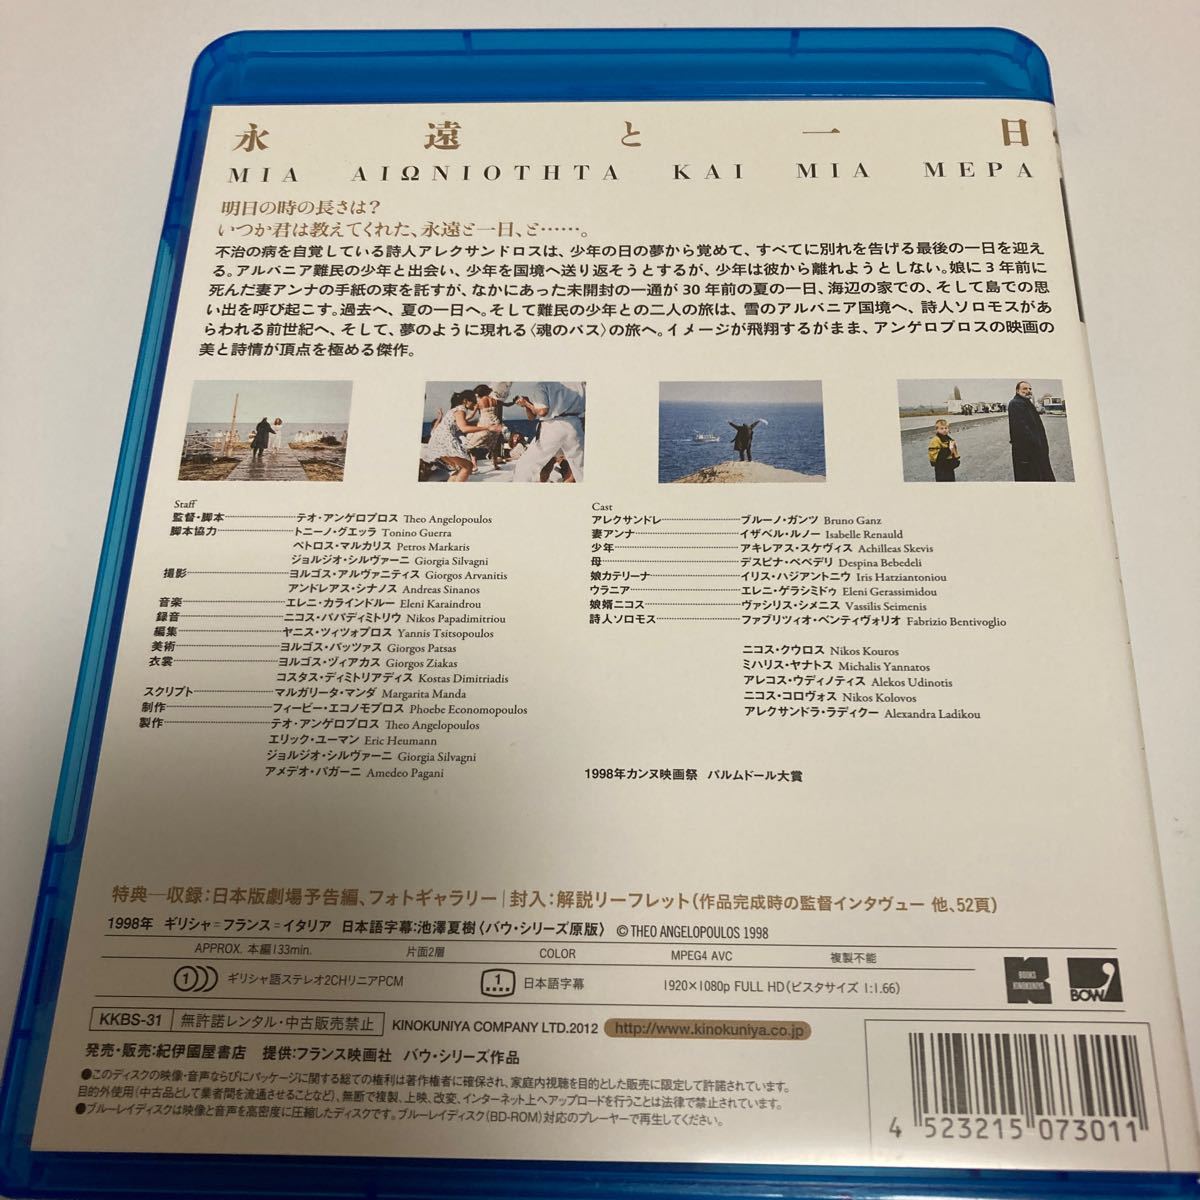 永遠と一日
ΜΙΑ ΑΙΩΝΙΟΤΗΤΑ ΚΑΙ ΜΙΑ ΜΕΡΑ
明日の時の長さは?
いつか君は教えてくれた、永遠と一日、と……。
不治の病を自覚している詩人アレクサンドロスは、少年の日の夢から覚めて、すべてに別れを告げる最後の一日を迎え
る。アルバニア難民の少年と出会い、少年を国境へ送り返そうとするが、少年は彼から離れようとしない。娘に3年前に
死んだ妻アンナの手紙の束を託すが、なかにあった未開封の一通が30年前の夏の一日、海辺の家での、そして島での思
い出を呼び起こす。過去へ、夏の一日へ。そして難民の少年との二人の旅は、雪のアルバニア国境へ、詩人ソロモスがあ
らわれる前世紀へ、そして、夢のように現れる〈魂のバス〉の旅へ。イメージが飛翔するがまま、アンゲロプロスの映画の
美と詩情が頂点を極める傑作。
Staff
監督・脚本……テオ・アンゲロプロス Theo Angelopoulos
脚本協力……トニーノ・グエッラ Tonino Guerra
ペトロス・マルカリス Petros Markaris
ジョルジオ・シルヴァーニ Giorgia Silvagni
撮影……ヨルゴス・アルヴァニティス Giorgos Arvanitis
アンドレアス・シナノス Andreas Sinanos
音楽……エレニ・カラインドルー Eleni Karaindrou
録音……ニコス・パパディミトリウ Nikos Papadimitriou
編集……ヤニス・ツィツォプロス Yannis Tsitsopoulos
美術……ヨルゴス・パッツァス Giorgos Patsas
衣裳……ヨルゴス・ヅィアカス Giorgos Ziakas
コスタス・ディミトリアディス Kostas Dimitriadis
スクリプト……マルガリータ・マンダ Margarita Manda
制作……フィービー・エコノモプロス Phoebe Economopoulos
製作……テオ・アンゲロプロス Theo Angelopoulos
エリック・ユーマン Eric Heumann
ジョルジオ・シルヴァーニ Giorgia Silvagni
アメデオ・パガーニ Amedeo Pagani
Cast
アレクサンドレ……ブルーノ・ガンツ Bruno Ganz
妻アンナ……イザベル・ルノー Isabelle Renauld
少年……アキレアス・スケヴィス Achilleas Skevis
母……デスピナ・ベベデリ Despina Bebedeli
娘カテリーナ……イリス・ハジアントニウ Iris Hatziantoniou
ウラニア……エレニ・ゲラシミドゥ Eleni Gerassimidou
娘婿ニコス……ヴァシリス・シメニス Vassilis Seimenis
詩人ソロモス……ファブリツィオ・ベンティヴォリオ Fabrizio Bentivoglio
ニコス・クウロス Nikos Kouros
ミハリス・ヤナトス Michalis Yannatos
アレコス・ウディノティス Alekos Udinotis
ニコス・コロヴォス Nikos Kolovos
アレクサンドラ・ラディクー Alexandra Ladikou
1998年カンヌ映画祭 パルムドール大賞
特典―収録:日本版劇場予告編、フォトギャラリー|封入:解説リーフレット(作品完成時の監督インタヴュー 他、52頁)
1998年 ギリシャ=フランス=イタリア 日本語字幕:池澤夏樹〈バウ・シリーズ原版〉 ©THEO ANGELOPOULOS 1998
APPROX. 本編133min. 片面2層 COLOR MPEG4 AVC 複製不能
1 ギリシャ語ステレオ2CHリニアPCM 1 日本語字幕 1920×1080p FULL HD(ビスタサイズ 1:1.66)
BOOKS KINOKUNIYA BOW
KKBS-31 無許諾レンタル・中古販売禁止 KINOKUNIYA COMPANY LTD.2012 http://www.kinokuniya.co.jp
発売・販売:紀伊國屋書店 提供:フランス映画社 バウ・シリーズ作品
●このディスクの映像・音声ならびにパッケージに関する総ての権利は著作権者に確保され、家庭内視聴を目的とした販売に限定して許諾されています。
目的外使用(中古品として業者間を流通させることなど)、無断で複製、上映、改変、インターネット上へアップロードを行うことは法律で禁止されています。
●ブルーレイディスクは映像と音声を高密度に圧縮したディスクです。ブルーレイディスク(BD-ROM)対応のプレーヤーで再生してください。
4 523215 073011